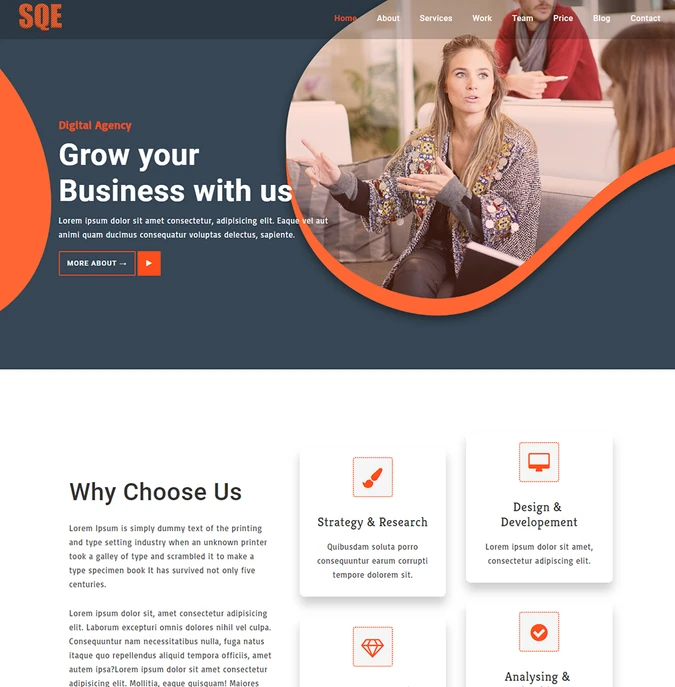 SQE
Home About Services Work Team Price Blog Contact
Digital Agency
Grow your
Business with us
Lorem ipsum dolor sit amet consectetur, adipisicing elit. Eaque vel aut
animi quam ducimus consequatur voluptas delectus, sapiente.
MORE ABOUT →
Why Choose Us
Lorem Ipsum is simply dummy text of the printing
and type setting industry when an unknown printer
took a galley of type and scrambled it to make a
type specimen book It has survived not only five
centuries.
Lorem ipsum dolor sit, amet consectetur adipisicing
elit. Laborum excepturi omnis dolores nihil vel culpa.
Consequuntur nam necessitatibus nulla, fuga natus
itaque quo repellendus aliquid tempora officiis, amet
autem ipsa?Lorem ipsum dolor sit amet consectetur
adipisicing elit. Mollitia, eaque quisquam! Maiores
Strategy & Research
Quibusdam soluta porro
consequuntur earum corrupti
tempore dolorem sit.
Design &
Developement
Lorem ipsum dolor sit amet,
consectetur adipiscing elit.
Analysing &